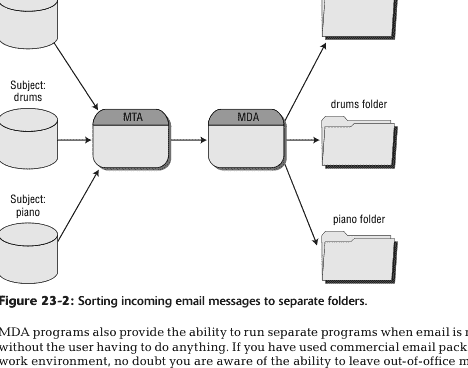 Subject:
drums
MTA
MDA
drums folder
Subject:
piano
piano folder
Figure 23-2: Sorting incoming email messages to separate folders.
MDA programs also provide the ability to run separate programs when email is
without the user having to do anything. If you have used commercial email
work environment, no doubt you are aware of the ability to leave out-of-office